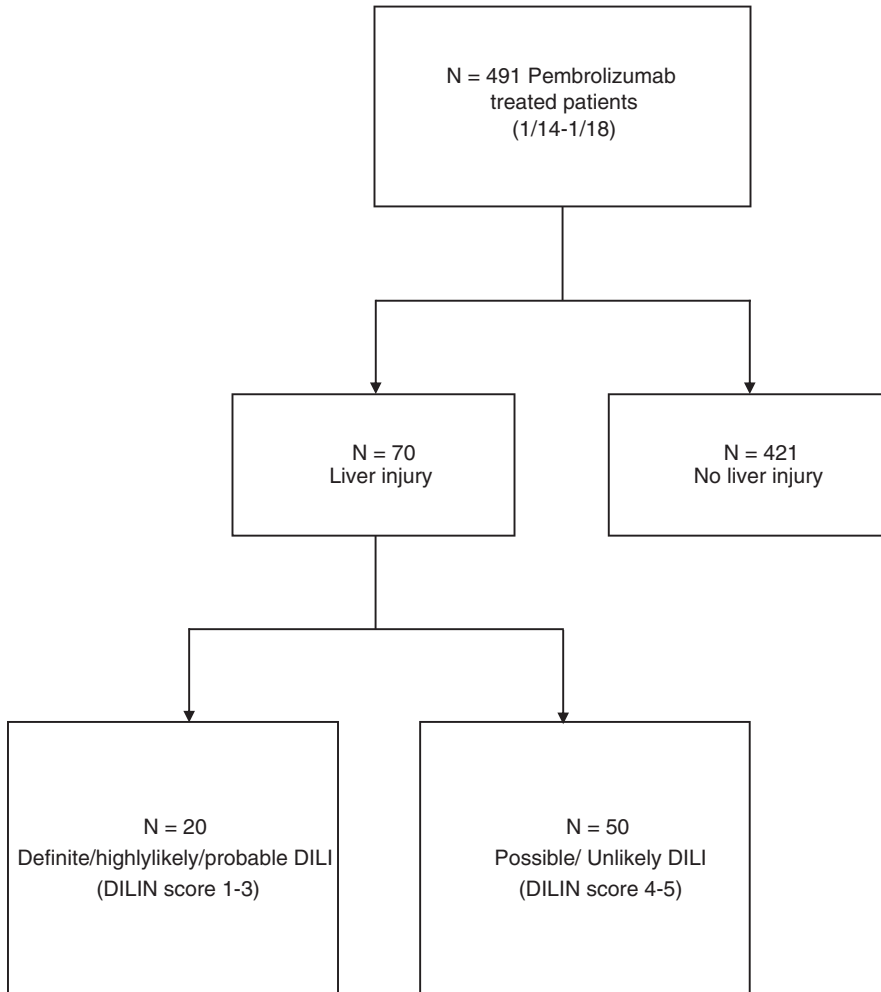 N = 491 Pembrolizumab
treated patients
(1/14-1/18)
N = 70
Liver injury
N = 421
No liver injury
N = 20
Definite/highlylikely/probable DILI
(DILIN score 1-3)
N = 50
Possible/ Unlikely DILI
(DILIN score 4-5)